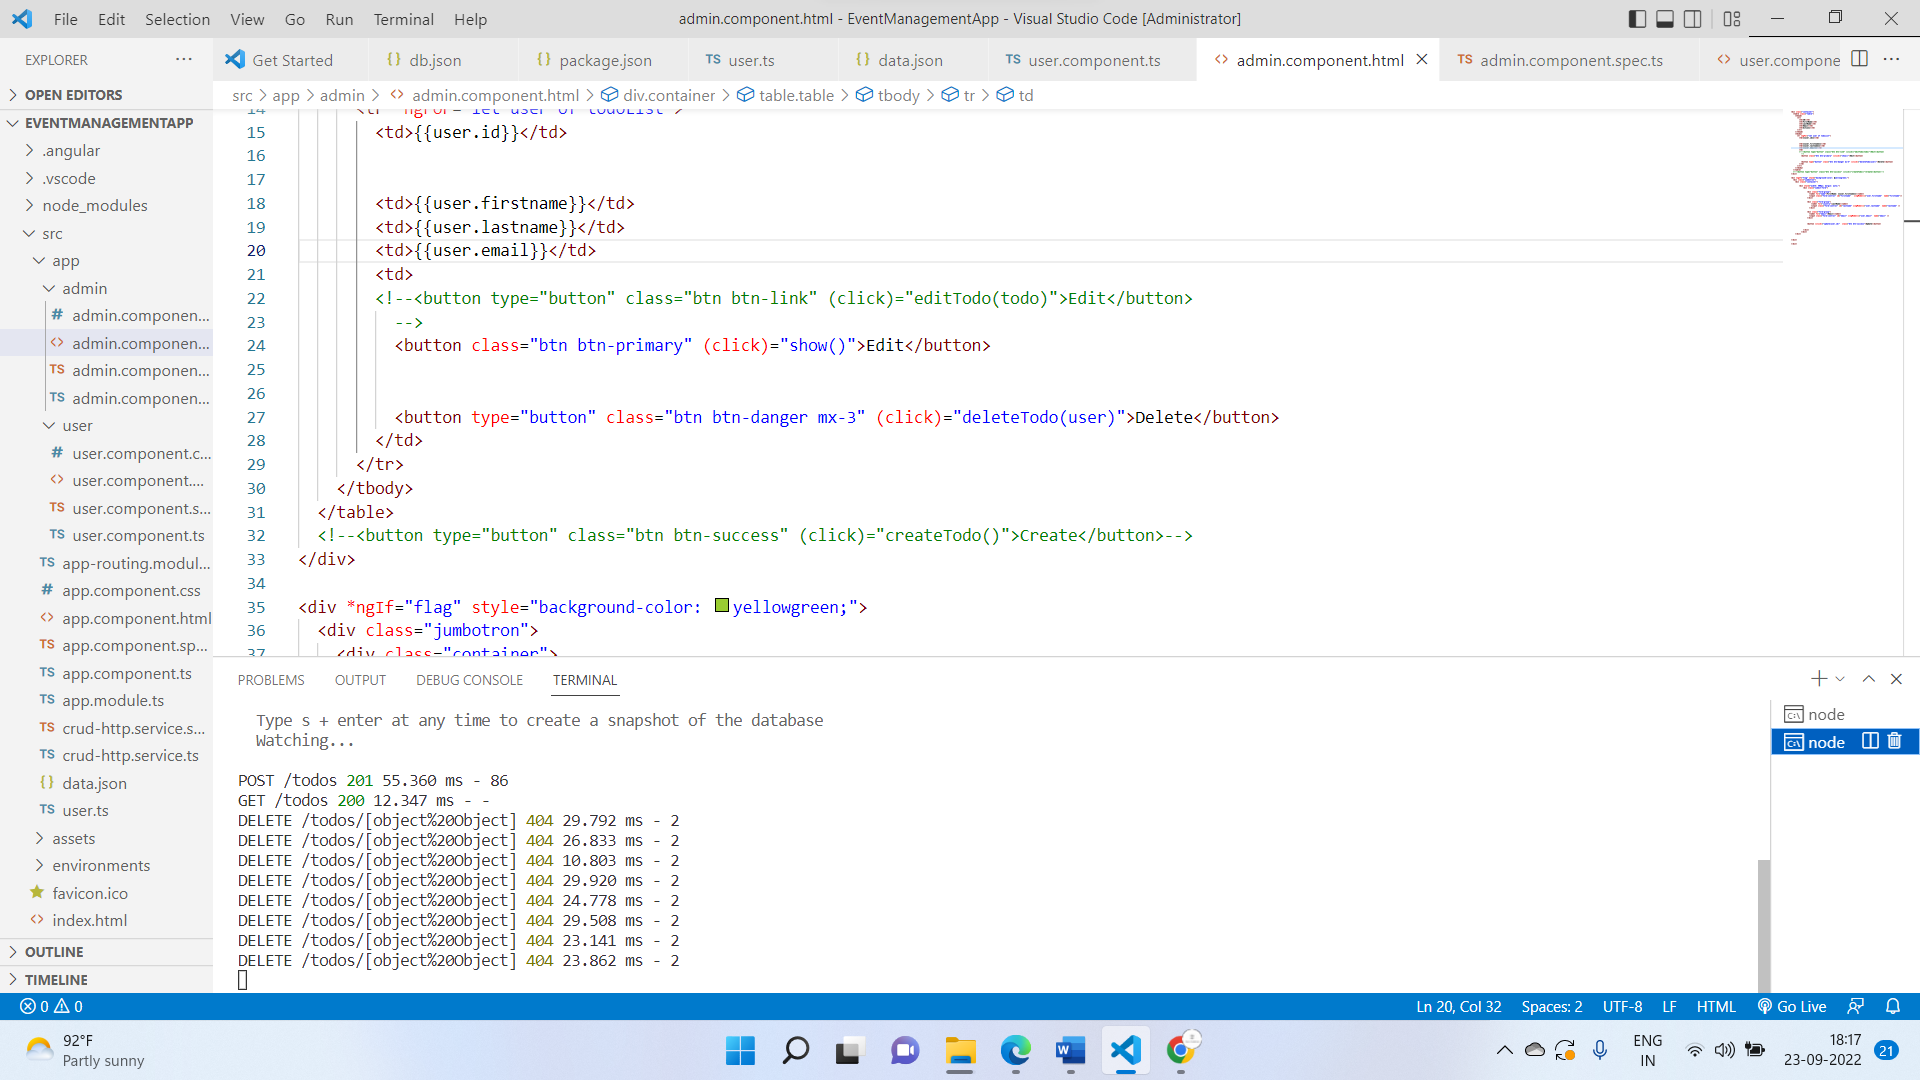 File Edit Selection View Go Run Terminal Help
admin.component.html - EventManagementApp - Visual Studio Code [Administrator]
EXPLORER
Get Started
db.json
package.json
user.ts
data.json
user.component.ts
admin.component.html
admin.component.spec.ts
user.compone
OPEN EDITORS
EVENTMANAGEMENTAPP
.angular
.vscode
node_modules
src
app
admin
admin.componen...
admin.componen...
admin.componen...
admin.componen...
user
user.component.c...
user.component....
user.component.s...
user.component.ts
app-routing.modul...
app.component.css
app.component.html
app.component.sp...
app.component.ts
app.module.ts
crud-http.service.s...
crud-http.service.ts
data.json
user.ts
assets
environments
favicon.ico
index.html
OUTLINE
TIMELINE
src > app > admin > admin.component.html > div.container > table.table > tbody > tr > td
14 <tr *ngFor="let user of todoList">
15 <td>{{user.id}}</td>
16
17
18 <td>{{user.firstname}}</td>
19 <td>{{user.lastname}}</td>
20 <td>{{user.email}}</td>
21 <td>
22 <!--<button type="button" class="btn btn-link" (click)="editTodo(todo)">Edit</button>
23 -->
24 <button class="btn btn-primary" (click)="show()">Edit</button>
25
26
27 <button type="button" class="btn btn-danger mx-3" (click)="deleteTodo(user)">Delete</button>
28 </td>
29 </tr>
30 </tbody>
31 </table>
32 <!--<button type="button" class="btn btn-success" (click)="createTodo()">Create</button>-->
33 </div>
34
35 <div *ngIf="flag" style="background-color: yellowgreen;">
36 <div class="jumbotron">
37 <div class="container">
PROBLEMS OUTPUT DEBUG CONSOLE TERMINAL
Type s + enter at any time to create a snapshot of the database
Watching...
POST /todos 201 55.360 ms - 86
GET /todos 200 12.347 ms - -
DELETE /todos/[object%20Object] 404 29.792 ms - 2
DELETE /todos/[object%20Object] 404 26.833 ms - 2
DELETE /todos/[object%20Object] 404 10.803 ms - 2
DELETE /todos/[object%20Object] 404 29.920 ms - 2
DELETE /todos/[object%20Object] 404 24.778 ms - 2
DELETE /todos/[object%20Object] 404 29.508 ms - 2
DELETE /todos/[object%20Object] 404 23.141 ms - 2
DELETE /todos/[object%20Object] 404 23.862 ms - 2
node
node
0 0
Ln 20, Col 32 Spaces: 2 UTF-8 LF HTML Go Live
92°F
Partly sunny
ENG
IN
18:17
23-09-2022
21